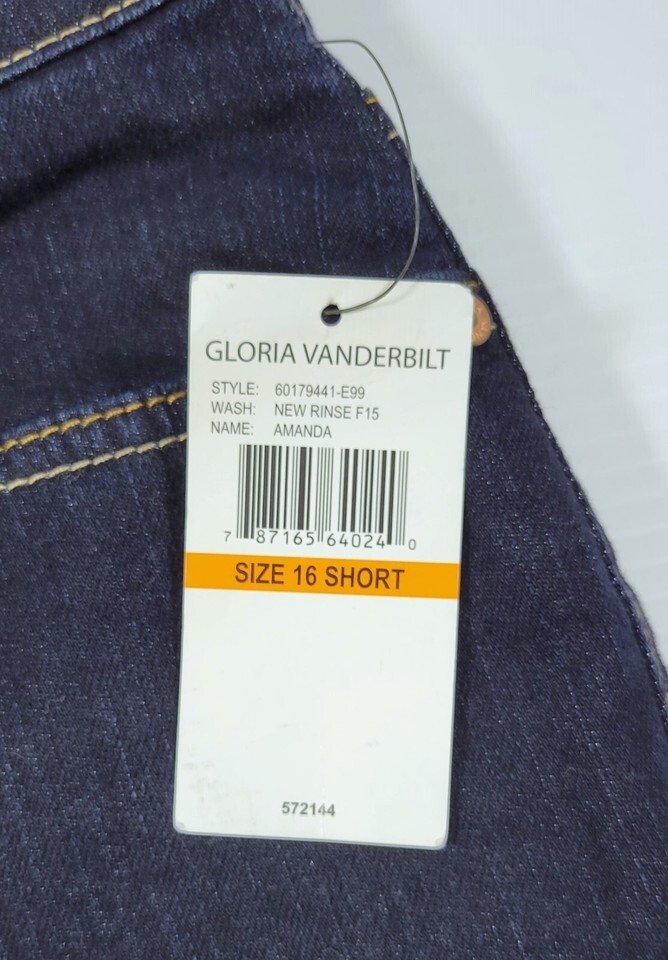 GLORIA VANDERBILT
STYLE: 60179441-E99
WASH: NEW RINSE F15
NAME: AMANDA
7 87165 64024 0
SIZE 16 SHORT
572144